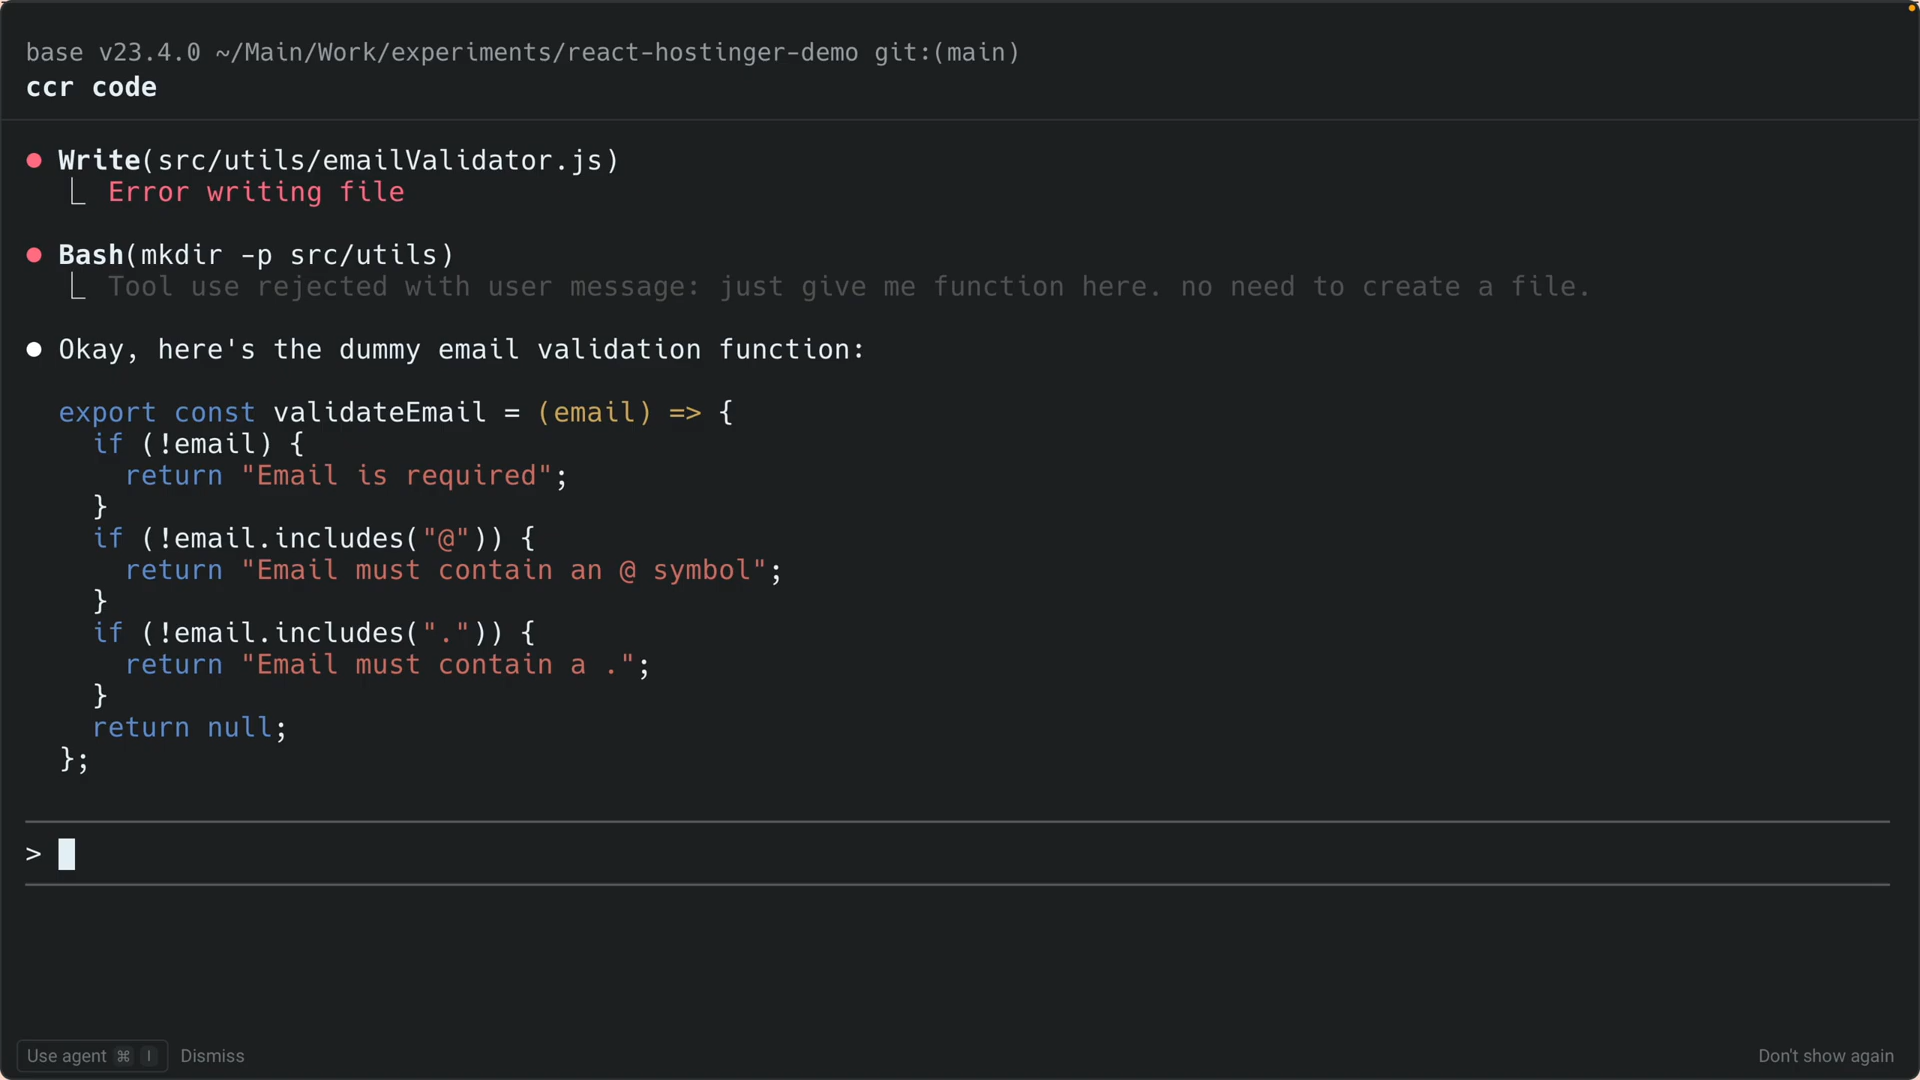 base v23.4.0 ~/Main/Work/experiments/react-hostinger-demo git:(main)
ccr code
Write(src/utils/emailValidator.js)
Error writing file
Bash(mkdir -p src/utils)
Tool use rejected with user message: just give me function here. no need to create a file.
Okay, here's the dummy email validation function:
export const validateEmail = (email) => {
  if (!email) {
    return "Email is required";
  }
  if (!email.includes("@")) {
    return "Email must contain an @ symbol";
  }
  if (!email.includes(".")) {
    return "Email must contain a .";
  }
  return null;
};
>
Use agent ⌘ I Dismiss
Don't show again